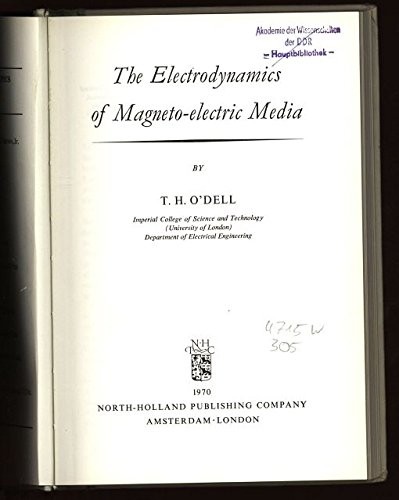 Akademie der Wissenschaften
der DDR
– Hauptbibliothek –
The Electrodynamics
of Magneto-electric Media
BY
T. H. O'DELL
Imperial College of Science and Technology
(University of London)
Department of Electrical Engineering
4715 W
305
N·H
1970
NORTH-HOLLAND PUBLISHING COMPANY
AMSTERDAM - LONDON